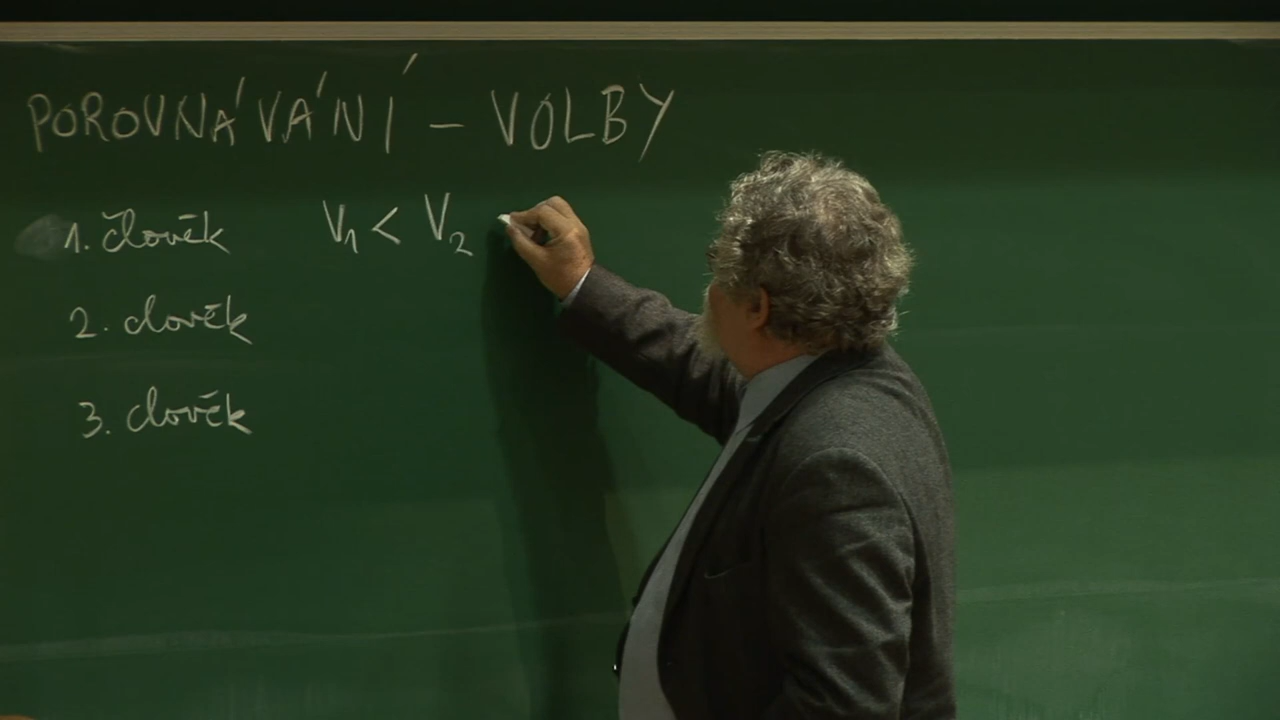 POROVNÁVÁNÍ – VOLBY
1. člověk V₁ < V₂
2. člověk
3. člověk